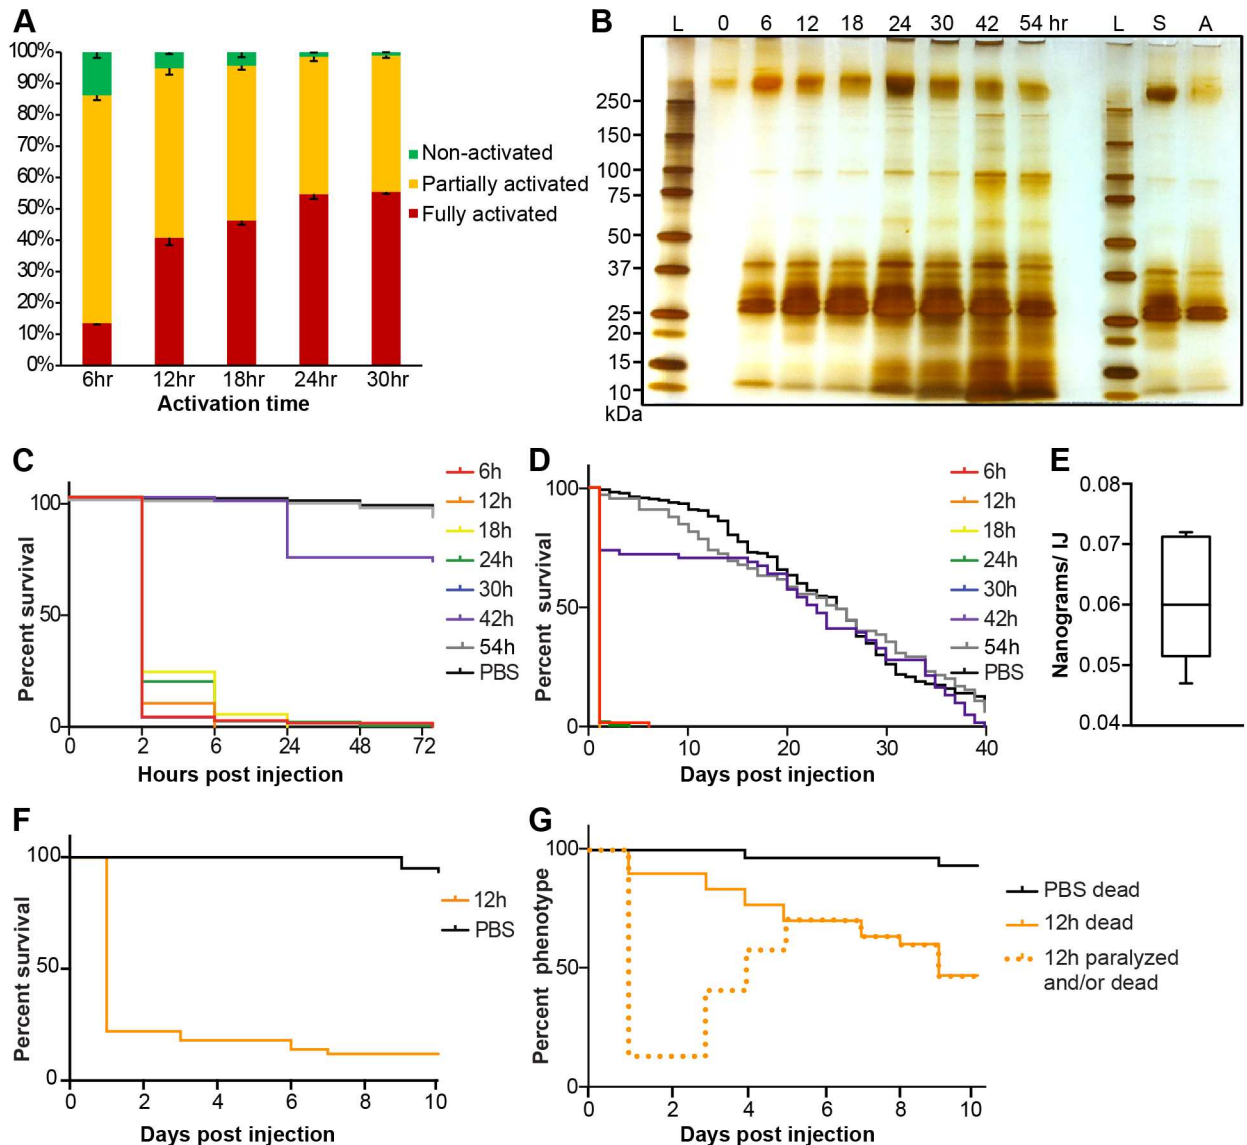 A
100%
90%
80%
70%
60%
50%
40%
30%
20%
10%
0%
6hr 12hr 18hr 24hr 30hr
Activation time
Non-activated
Partially activated
Fully activated
B
L 0 6 12 18 24 30 42 54 hr L S A
250
150
100
75
50
37
25
20
15
10
kDa
C
Percent survival
100
50
0
0 2 6 24 48 72
Hours post injection
6h
12h
18h
24h
30h
42h
54h
PBS
D
Percent survival
100
50
0
0 10 20 30 40
Days post injection
6h
12h
18h
24h
30h
42h
54h
PBS
E
Nanograms/ IJ
0.08
0.07
0.06
0.05
0.04
F
Percent survival
100
50
0
0 2 4 6 8 10
Days post injection
12h
PBS
G
Percent phenotype
100
50
0
0 2 4 6 8 10
Days post injection
PBS dead
12h dead
12h paralyzed
and/or dead